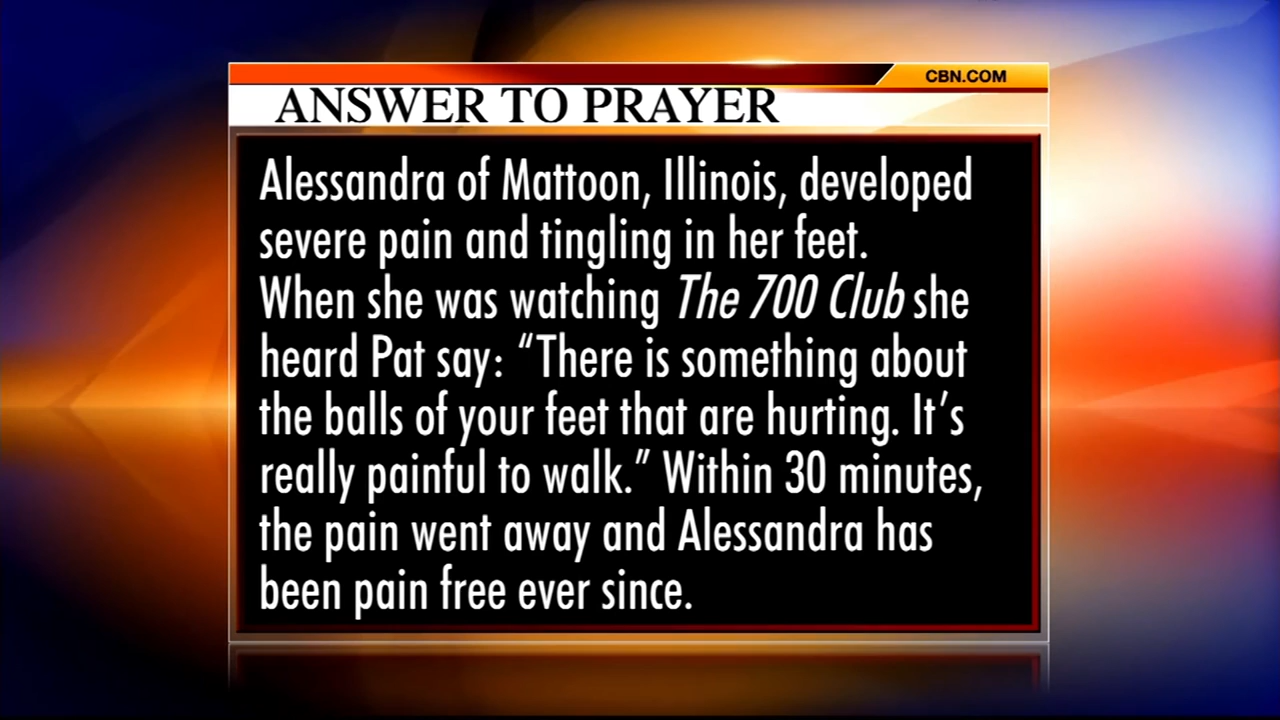 CBN.COM
ANSWER TO PRAYER
Alessandra of Mattoon, Illinois, developed
severe pain and tingling in her feet.
When she was watching The 700 Club she
heard Pat say: “There is something about
the balls of your feet that are hurting. It’s
really painful to walk.” Within 30 minutes,
the pain went away and Alessandra has
been pain free ever since.